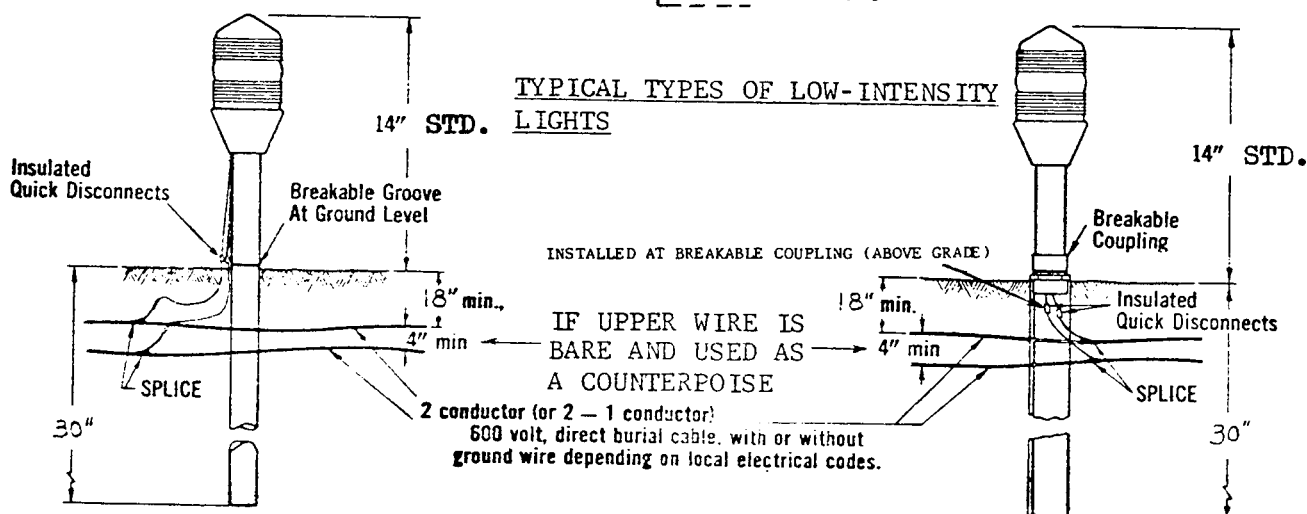 TYPICAL TYPES OF LOW-INTENSITY
LIGHTS
14" STD.
Insulated
Quick Disconnects
Breakable Groove
At Ground Level
18" min.,
4" min
SPLICE
30"
INSTALLED AT BREAKABLE COUPLING (ABOVE GRADE)
IF UPPER WIRE IS
BARE AND USED AS
A COUNTERPOISE
2 conductor (or 2 – 1 conductor)
600 volt, direct burial cable, with or without
ground wire depending on local electrical codes.
14" STD.
Breakable
Coupling
18" min.
Insulated
Quick Disconnects
4" min
SPLICE
30"